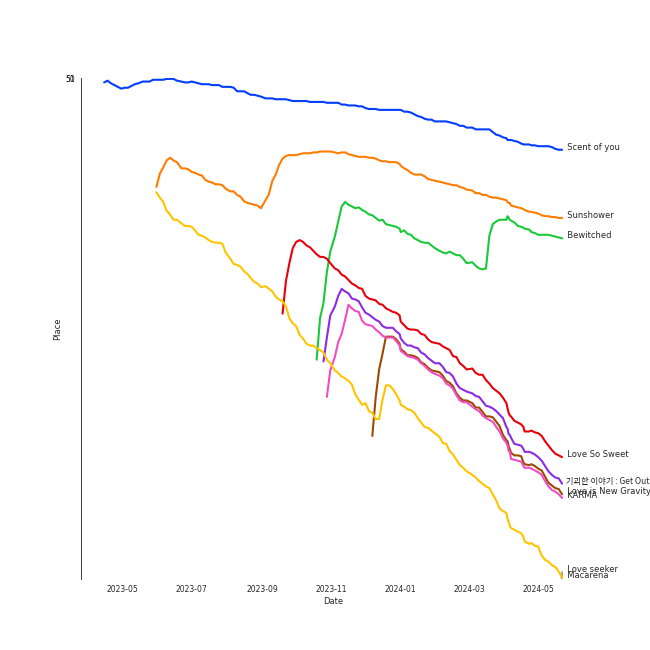 Scent of you
Sunshower
Bewitched
Place
Love So Sweet
기괴한 이야기 : Get Out
Love is New Gravity
KARMA
Love seeker
Macarena
2023-05
2023-07
2023-09
2023-11
2024-01
2024-03
2024-05
Date